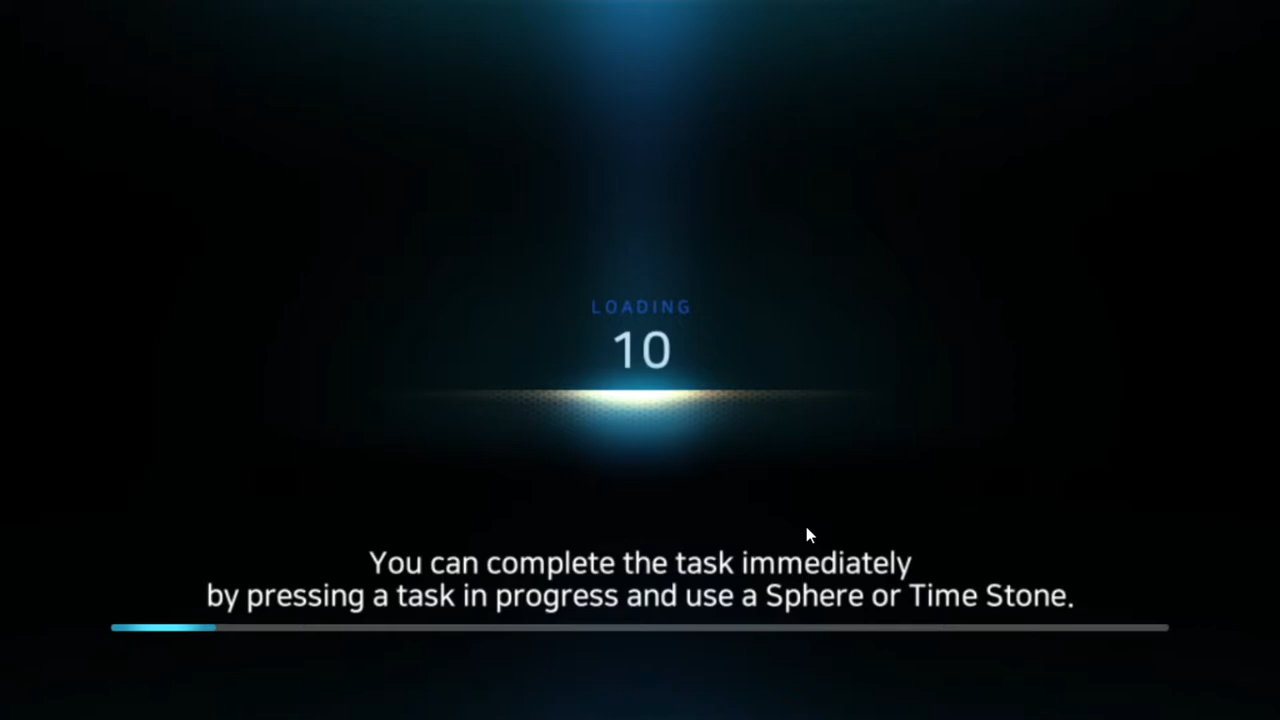 LOADING
10
You can complete the task immediately
by pressing a task in progress and use a Sphere or Time Stone.